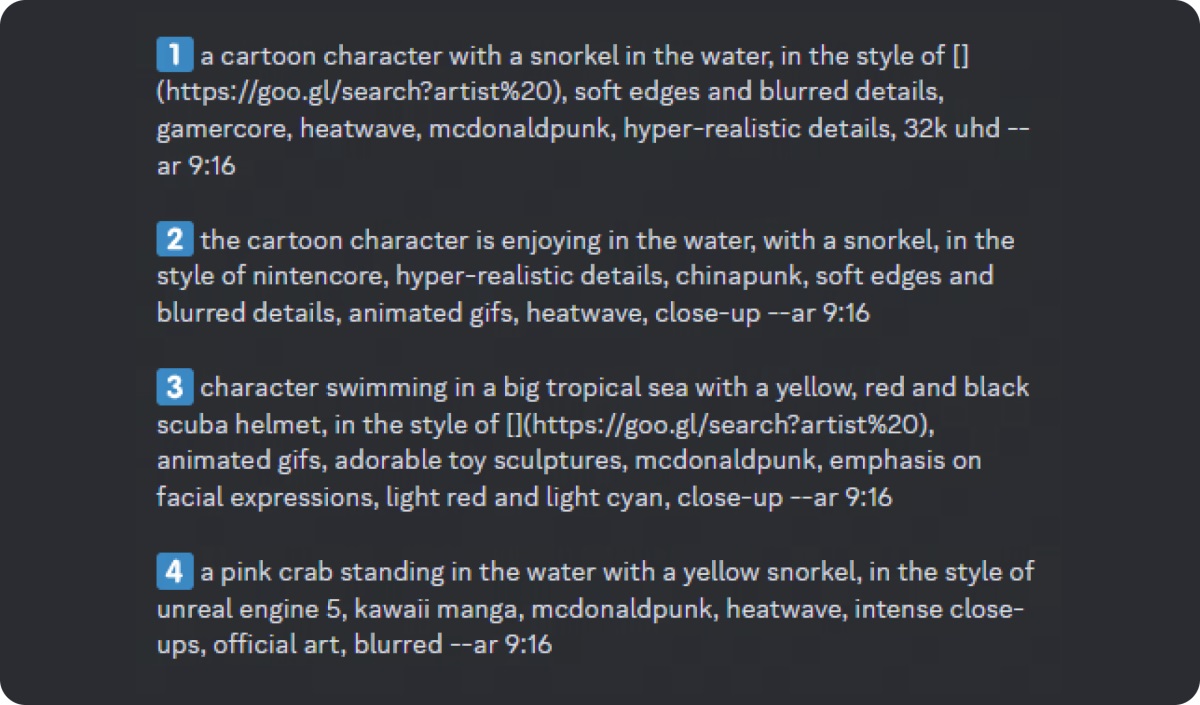 1 a cartoon character with a snorkel in the water, in the style of []
(https://goo.gl/search?artist%20), soft edges and blurred details,
gamercore, heatwave, mcdonaldpunk, hyper-realistic details, 32k uhd --
ar 9:16
2 the cartoon character is enjoying in the water, with a snorkel, in the
style of nintencore, hyper-realistic details, chinapunk, soft edges and
blurred details, animated gifs, heatwave, close-up --ar 9:16
3 character swimming in a big tropical sea with a yellow, red and black
scuba helmet, in the style of [](https://goo.gl/search?artist%20),
animated gifs, adorable toy sculptures, mcdonaldpunk, emphasis on
facial expressions, light red and light cyan, close-up --ar 9:16
4 a pink crab standing in the water with a yellow snorkel, in the style of
unreal engine 5, kawaii manga, mcdonaldpunk, heatwave, intense close-
ups, official art, blurred --ar 9:16